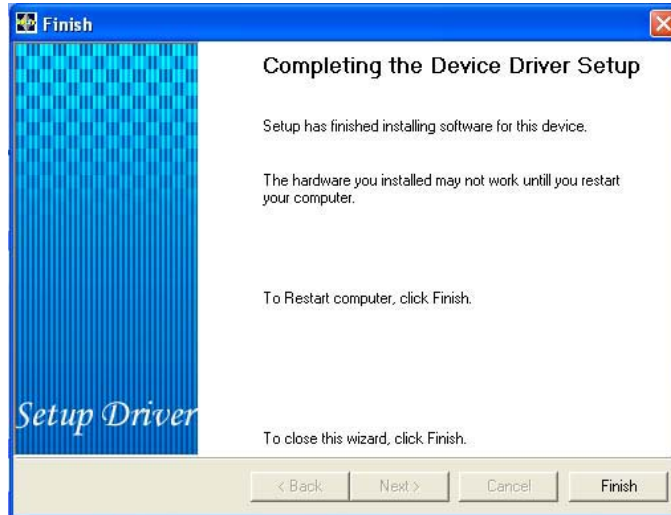 Finish
Completing the Device Driver Setup
Setup has finished installing software for this device.
The hardware you installed may not work untill you restart
your computer.
To Restart computer, click Finish.
Setup Driver
To close this wizard, click Finish.
< Back
Next >
Cancel
Finish